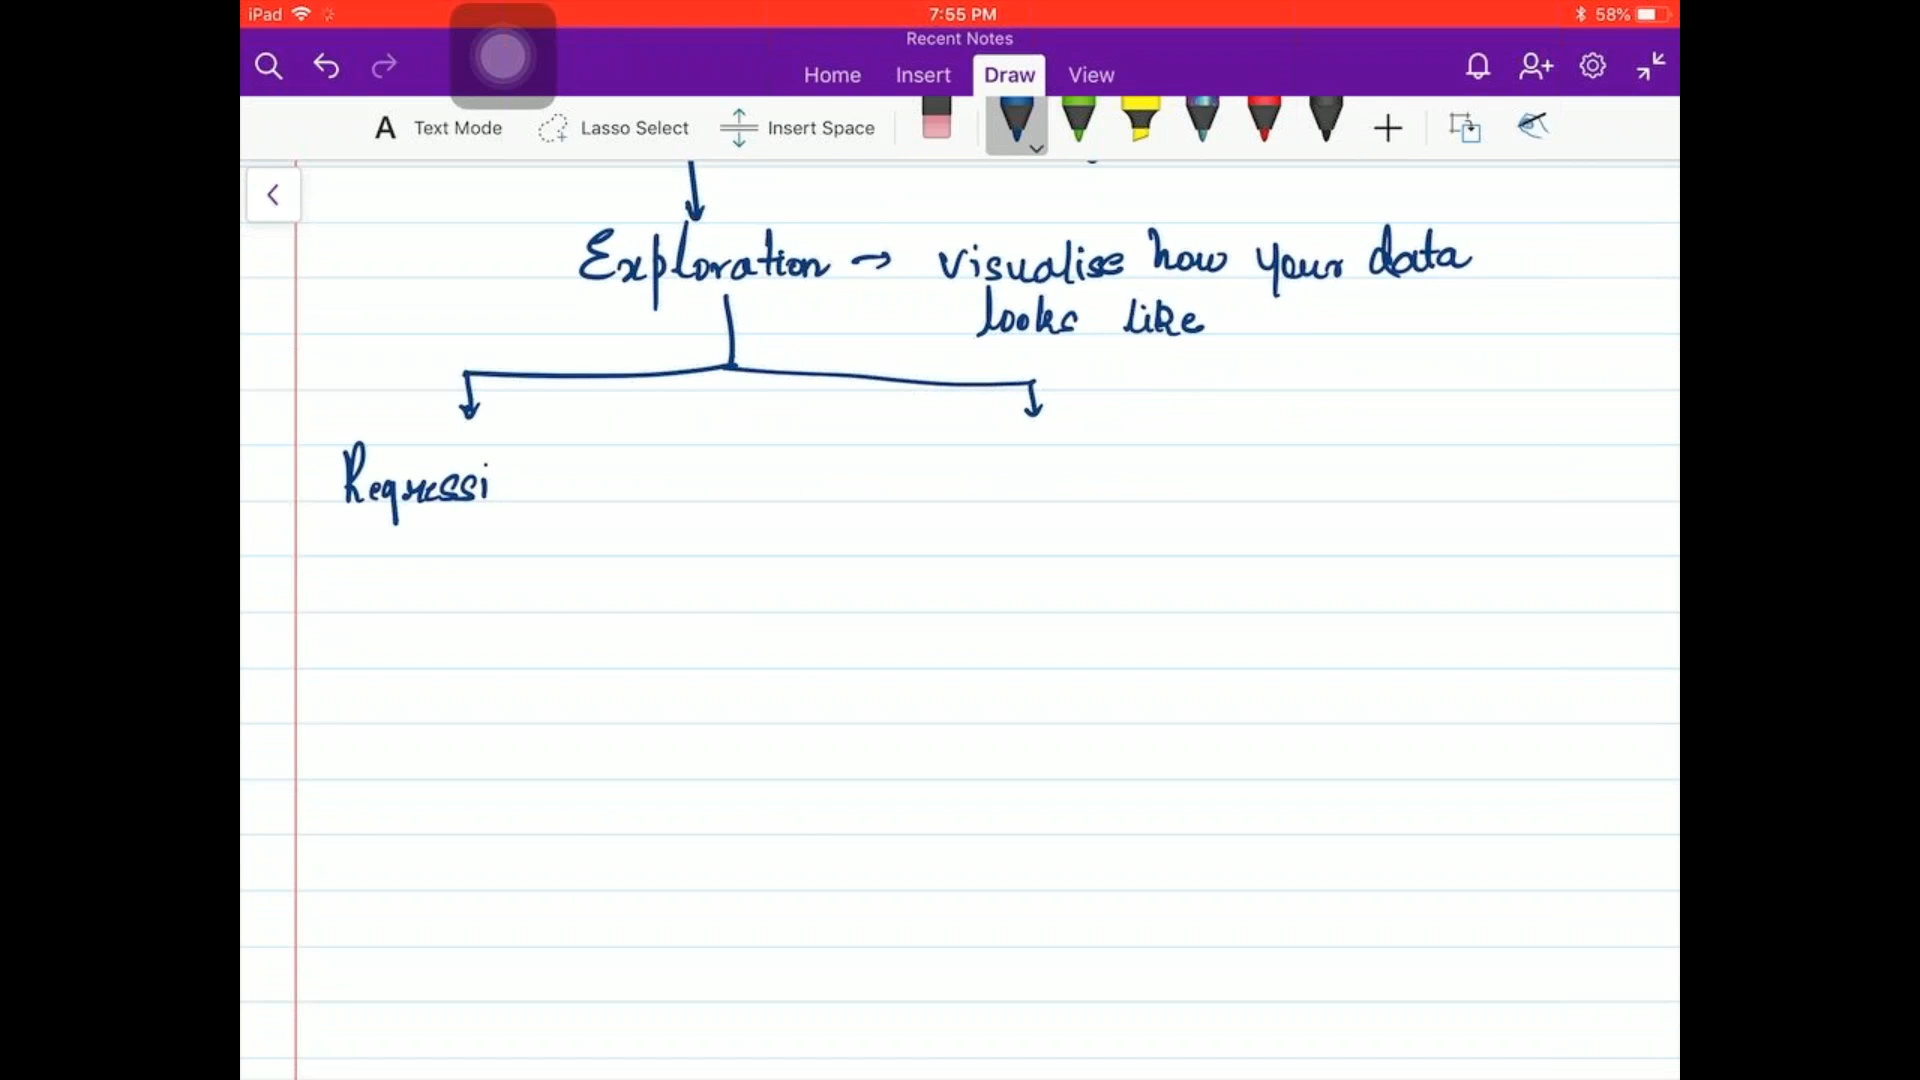 iPad 7:55 PM 58%
Recent Notes
Home Insert Draw View
A Text Mode Lasso Select Insert Space
Exploration → visualise how your data
looks like
Regressi